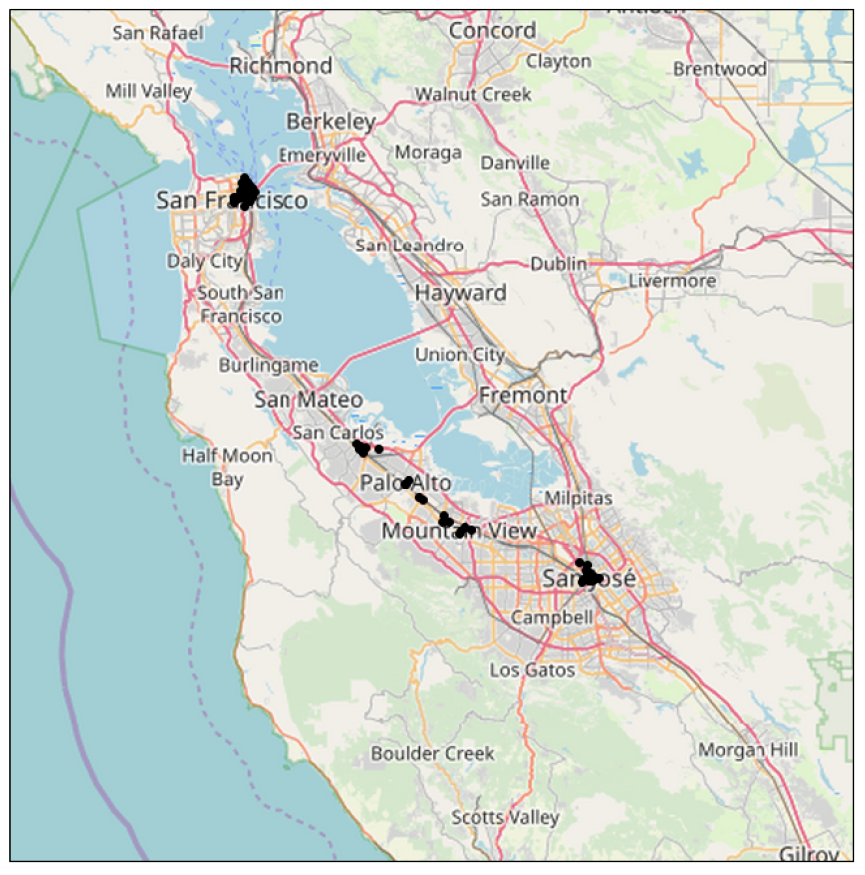 Antioch
San Rafael
Concord
Clayton
Richmond
Brentwood
Mill Valley
Walnut Creek
Berkeley
Emeryville
Moraga
Danville
San Francisco
San Ramon
San Leandro
Daly City
Dublin
Livermore
South San
Francisco
Hayward
Union City
Burlingame
San Mateo
Fremont
San Carlos
Half Moon
Bay
Palo Alto
Milpitas
Mountain View
San José
Campbell
Los Gatos
Boulder Creek
Morgan Hill
Scotts Valley
Gilroy